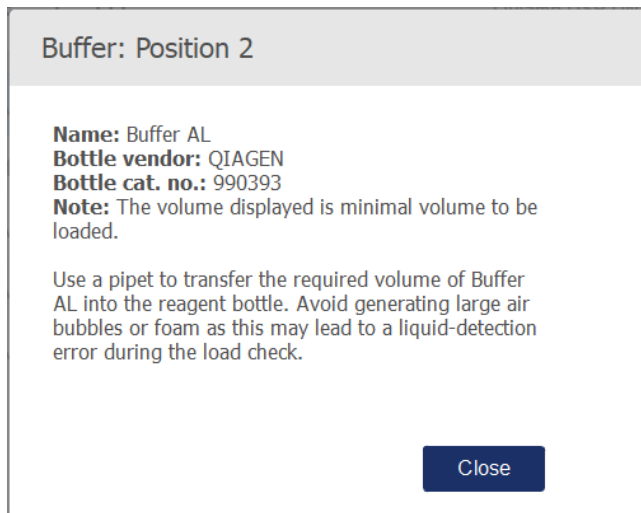 Buffer: Position 2
Name: Buffer AL
Bottle vendor: QIAGEN
Bottle cat. no.: 990393
Note: The volume displayed is minimal volume to be
loaded.
Use a pipet to transfer the required volume of Buffer
AL into the reagent bottle. Avoid generating large air
bubbles or foam as this may lead to a liquid-detection
error during the load check.
Close